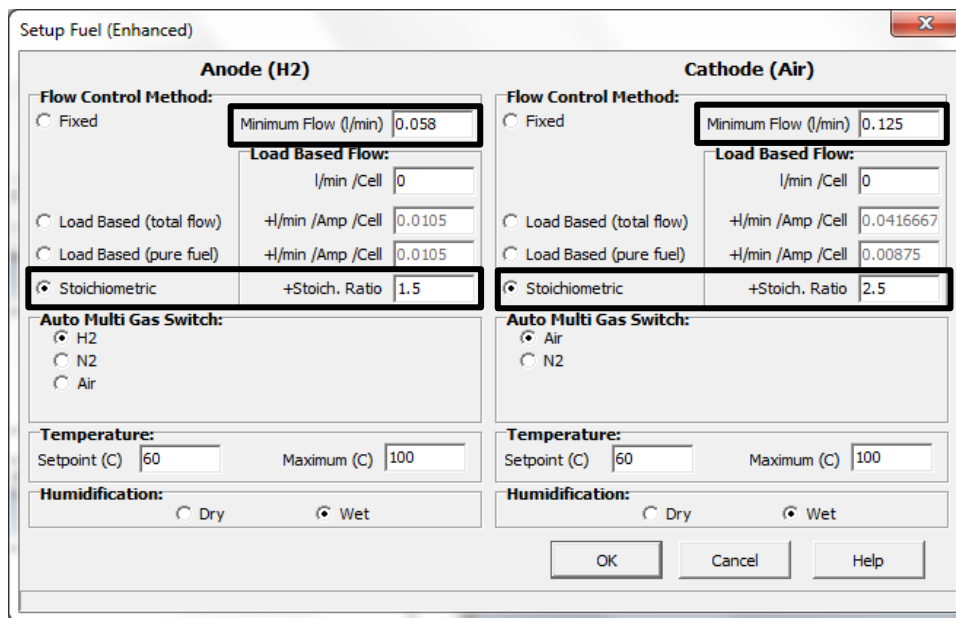 Setup Fuel (Enhanced)
X
Anode (H2)
Flow Control Method:
Fixed
Minimum Flow (l/min) 0.058
Load Based Flow:
l/min /Cell 0
Load Based (total flow) +l/min /Amp /Cell 0.0105
Load Based (pure fuel) +l/min /Amp /Cell 0.0105
Stoichiometric +Stoich. Ratio 1.5
Auto Multi Gas Switch:
H2
N2
Air
Temperature:
Setpoint (C) 60 Maximum (C) 100
Humidification:
Dry Wet
Cathode (Air)
Flow Control Method:
Fixed
Minimum Flow (l/min) 0.125
Load Based Flow:
l/min /Cell 0
Load Based (total flow) +l/min /Amp /Cell 0.0416667
Load Based (pure fuel) +l/min /Amp /Cell 0.00875
Stoichiometric +Stoich. Ratio 2.5
Auto Multi Gas Switch:
Air
N2
Temperature:
Setpoint (C) 60 Maximum (C) 100
Humidification:
Dry Wet
OK Cancel Help